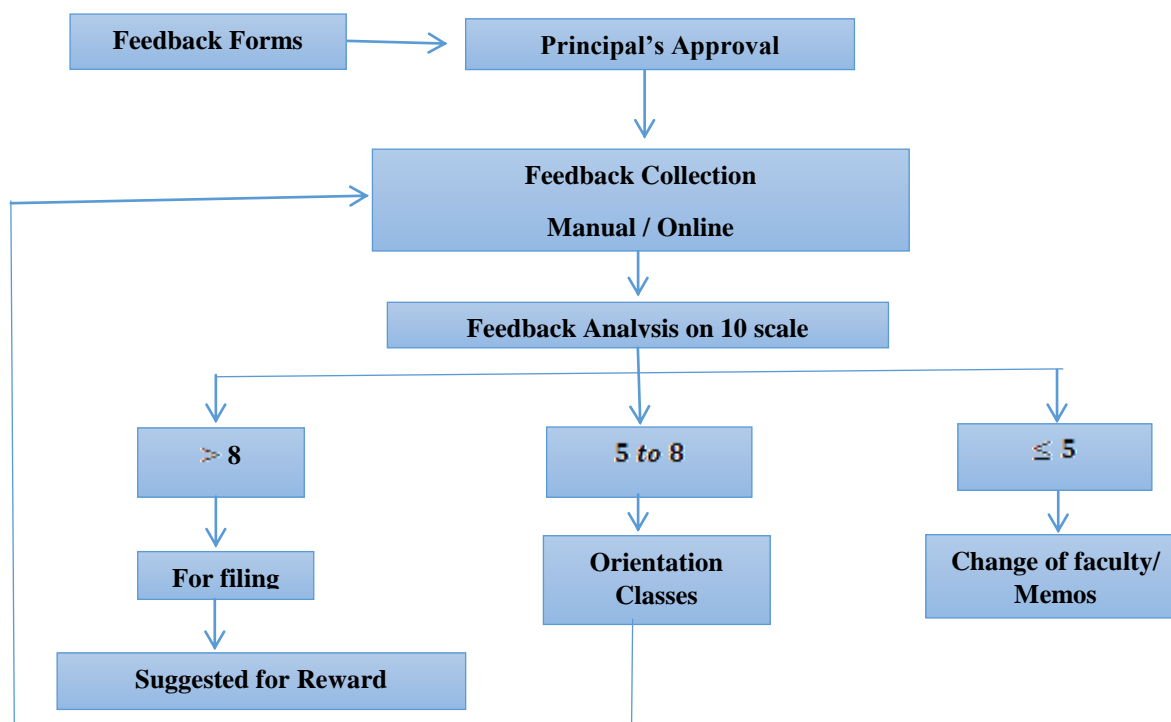 Feedback Forms
Principal’s Approval
Feedback Collection
Manual / Online
Feedback Analysis on 10 scale
> 8
5 to 8
≤ 5
For filing
Orientation
Classes
Change of faculty/
Memos
Suggested for Reward